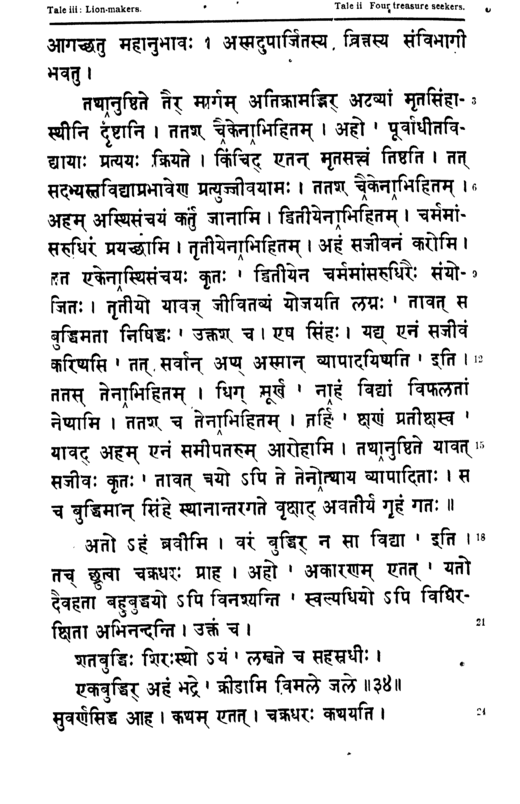 Tale iii: Lion-makers. Tale ii Four treasure seekers.
आगच्छतु महानुभावः । अस्मदुपार्जितस्य वित्तस्य संविभागी
भवतु ।
तथानुष्ठिते तैर् मार्गम् अतिक्रामद्भिर् अटव्यां मृतसिंहा- 3
स्थीनि दृष्टानि । ततश् चैकेनाभिहितम् । अहो ' पूर्वाधीतवि-
द्यायाः प्रत्ययः क्रियते । किंचिद् एतन् मृतसत्त्वं तिष्ठति । तत्
सदभ्यस्तविद्याप्रभावेण प्रत्युज्जीवयामः । ततश् चैकेनाभिहितम् । 6
अहम् अस्थिसंचयं कर्तुं जानामि । द्वितीयेनाभिहितम् । चर्ममां-
सरुधिरं प्रयच्छामि । तृतीयेनाभिहितम् । अहं सजीवनं करोमि ।
तत एकेनास्थिसंचयः कृतः ' द्वितीयेन चर्ममांसरुधिरैः संयो- 9
जितः । तृतीयो यावज् जीवितव्यं योजयति लग्नः ' तावत् स
बुद्धिमता निषिद्धः ' उक्तश् च । एष सिंहः । यद्य् एनं सजीवं
करिष्यसि ' तत् सर्वान् अप्य् अस्मान् व्यापादयिष्यति ' इति । 12
ततस् तेनाभिहितम् । धिग् मूर्ख ' नाहं विद्यां विफलतां
नेष्यामि । ततश् च तेनाभिहितम् । तर्हि ' क्षणं प्रतीक्षस्व '
यावद् अहम् एनं समीपतरुम् आरोहामि । तथानुष्ठिते यावत् 15
सजीवः कृतः ' तावत् त्रयो ऽपि ते तेनोत्थाय व्यापादिताः । स
च बुद्धिमान् सिंहे स्थानान्तरगते वृक्षाद् अवतीर्य गृहं गतः ॥
अतो ऽहं ब्रवीमि । वरं बुद्धिर् न सा विद्या ' इति । 18
तच् छ्रुत्वा चक्रधरः प्राह । अहो ' अकारणम् एतत् ' यतो
दैवहता बहुबुद्धयो ऽपि विनश्यन्ति ' स्वल्पधियो ऽपि विधिर-
क्षिता अभिनन्दन्ति । उक्तं च । 21
शतबुद्धिः शिरःस्थो ऽयं ' लम्बते च सहस्रधीः ।
एकबुद्धिर् अहं भद्रे ' क्रीडामि विमले जले ॥३४॥
सुवर्णसिद्ध आह । कथम् एतत् । चक्रधरः कथयति । 24